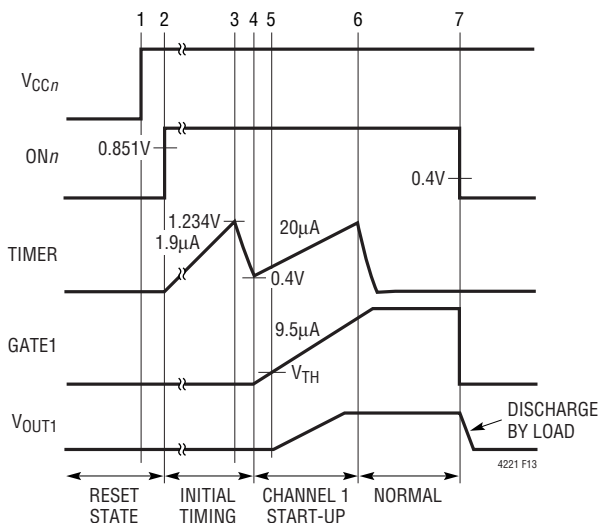 1 2 3 4 5 6 7
VCCn
ONn
0.851V
0.4V
TIMER
1.234V
1.9µA
20µA
0.4V
GATE1
9.5µA
VTH
VOUT1
DISCHARGE
BY LOAD
4221 F13
RESET
STATE
INITIAL
TIMING
CHANNEL 1
START-UP
NORMAL